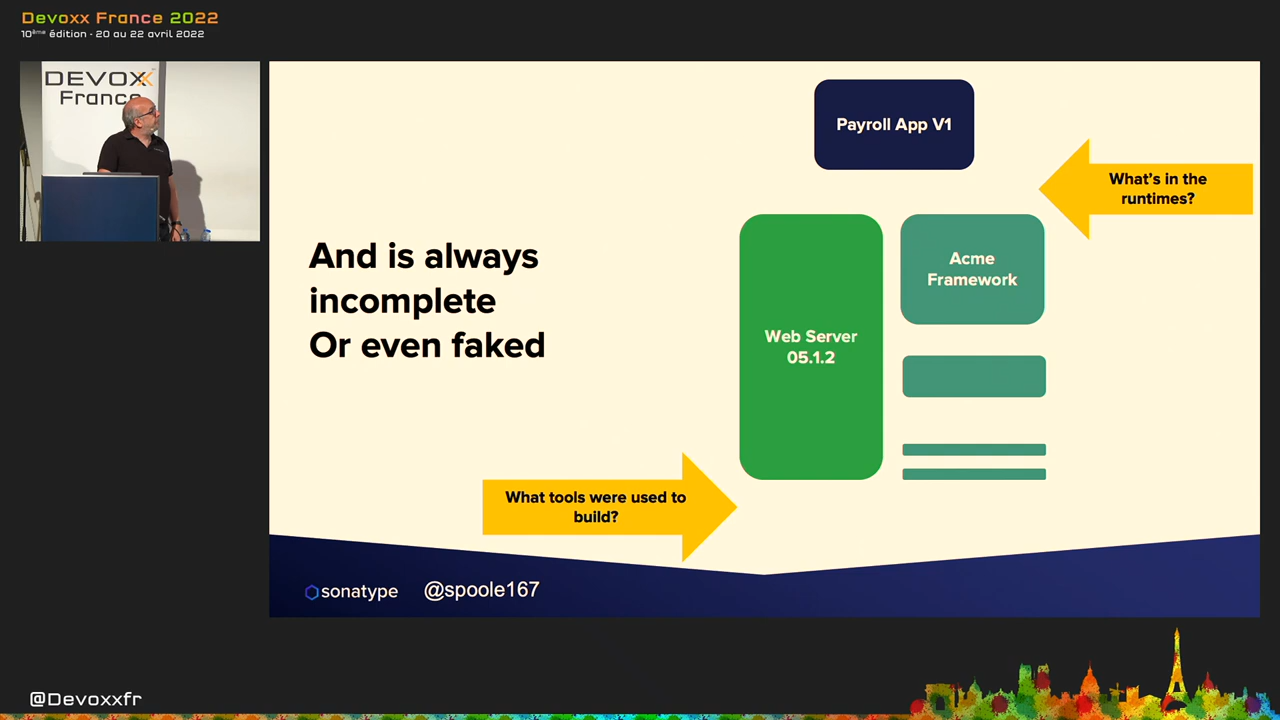 Devoxx France 2022
10ème édition - 20 au 22 avril 2022
DEVOXX
France
And is always
incomplete
Or even faked
Payroll App V1
What's in the
runtimes?
Acme
Framework
Web Server
05.1.2
What tools were used to
build?
sonatype
@spoole167
@Devoxxfr